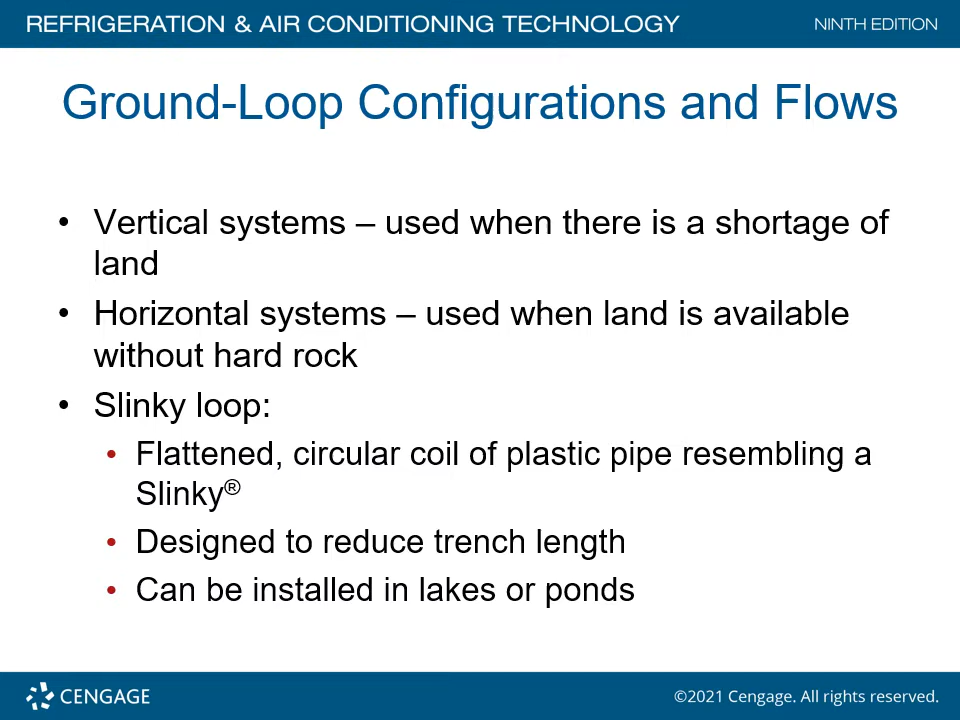 REFRIGERATION & AIR CONDITIONING TECHNOLOGY NINTH EDITION
Ground-Loop Configurations and Flows
• Vertical systems – used when there is a shortage of
land
• Horizontal systems – used when land is available
without hard rock
• Slinky loop:
• Flattened, circular coil of plastic pipe resembling a
Slinky®
• Designed to reduce trench length
• Can be installed in lakes or ponds
CENGAGE ©2021 Cengage. All rights reserved.